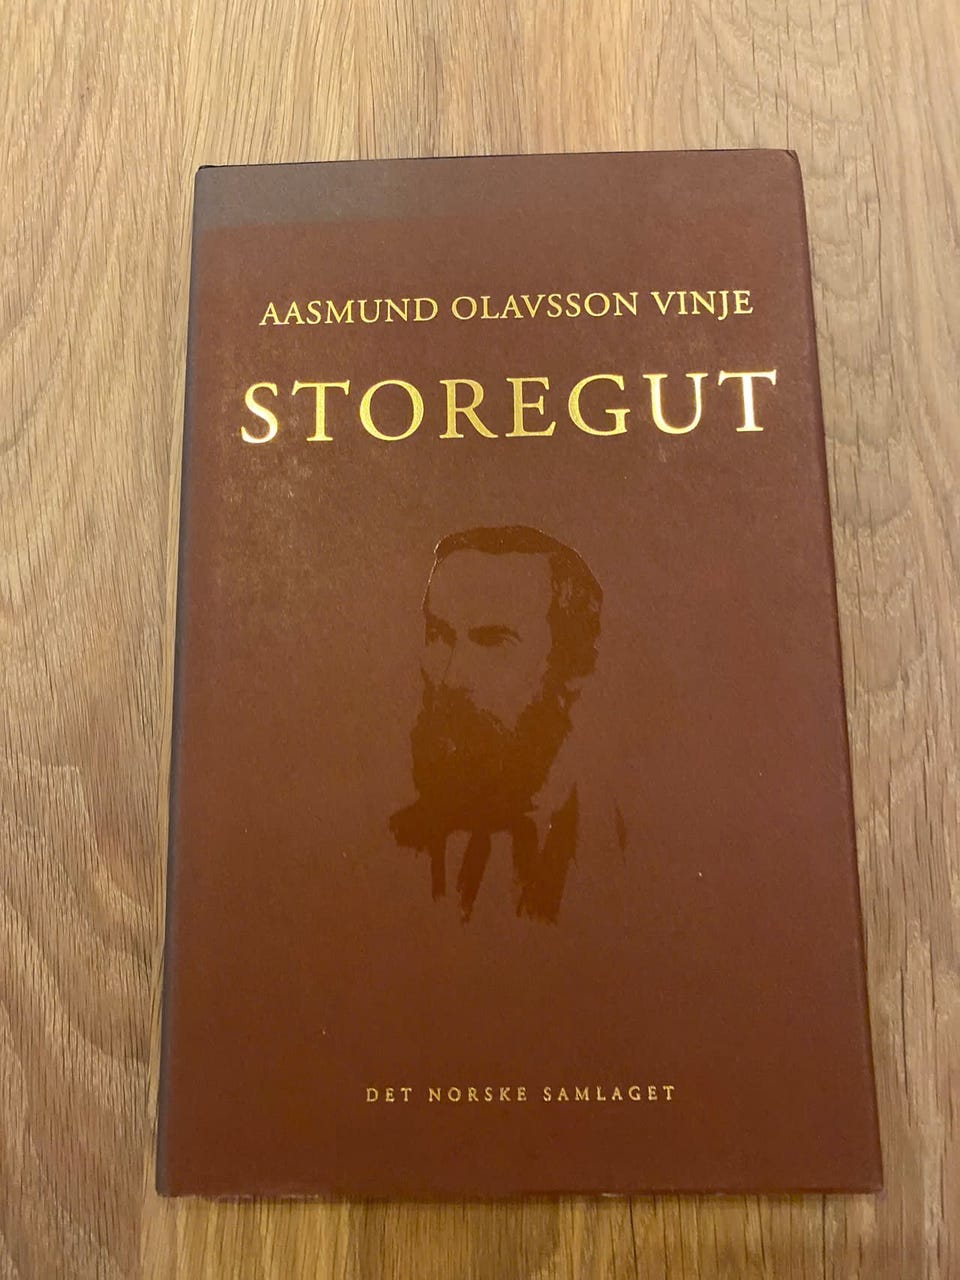 AASMUND OLAVSSON VINJE
STOREGUT
DET NORSKE SAMLAGET